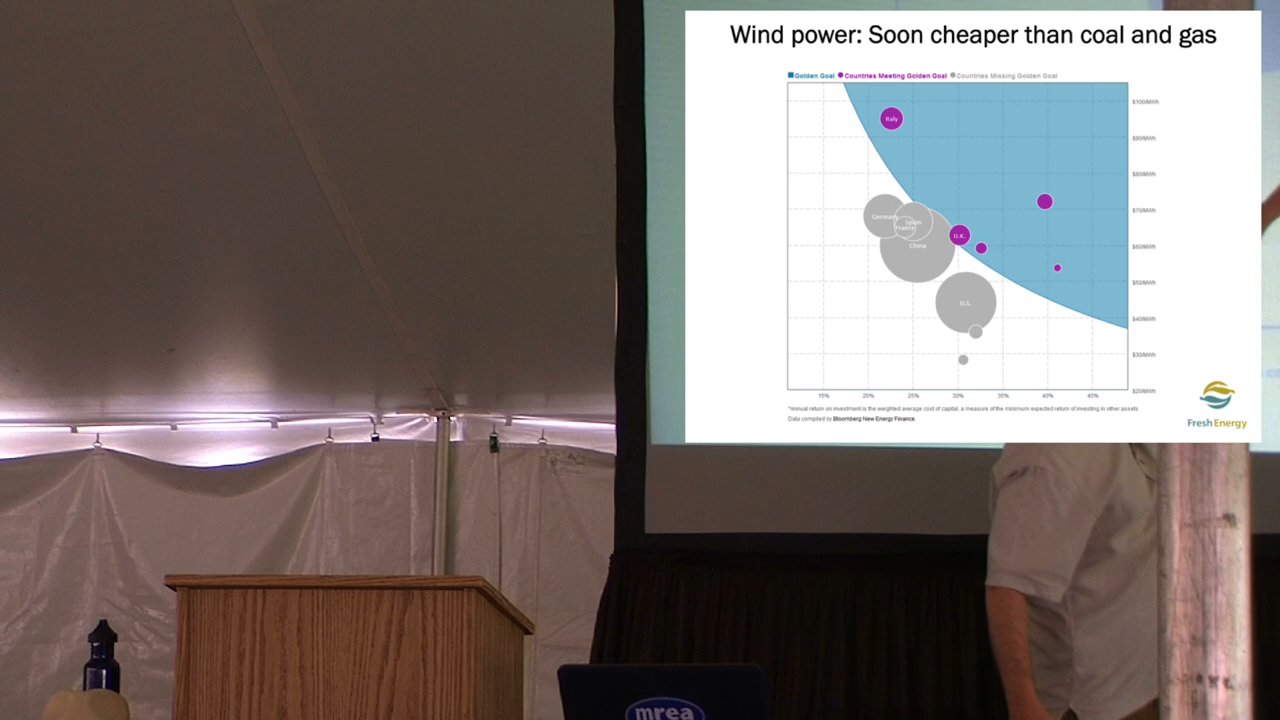 Wind power: Soon cheaper than coal and gas
Golden Goal Countries Meeting Golden Goal Countries Missing Golden Goal
$100/MWh
Italy
$90/MWh
$80/MWh
$70/MWh
Germany
Spain
France
U.K.
China
$60/MWh
$50/MWh
U.S.
$40/MWh
$30/MWh
$20/MWh
15% 20% 25% 30% 35% 40% 45%
*Annual return on investment is the weighted average cost of capital, a measure of the minimum expected return of investing in other assets
Data compiled by Bloomberg New Energy Finance.
FreshEnergy
mrea